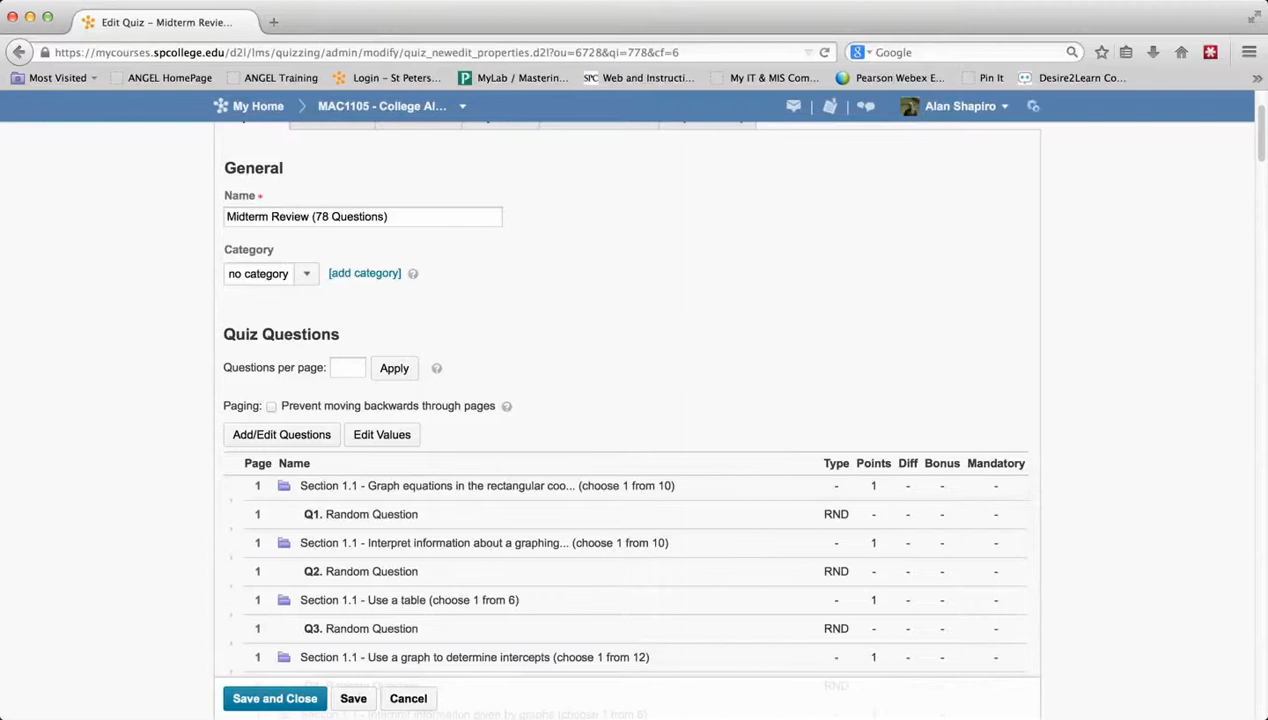 Edit Quiz – Midterm Revie...
https://mycourses.spcollege.edu/d2l/lms/quizzing/admin/modify/quiz_newedit_properties.d2l?ou=6728&qi=778&cf=6
Google
Most Visited
ANGEL HomePage
ANGEL Training
Login – St Peters...
MyLab / Masterin...
SPC Web and Instructi...
My IT & MIS Com...
Pearson Webex E...
Pin It
Desire2Learn Co...
My Home
MAC1105 - College Al...
Alan Shapiro
General
Name *
Midterm Review (78 Questions)
Category
no category [add category]
Quiz Questions
Questions per page: Apply
Paging: Prevent moving backwards through pages
Add/Edit Questions Edit Values
Page Name Type Points Diff Bonus Mandatory
1 Section 1.1 - Graph equations in the rectangular coo... (choose 1 from 10) - 1 - - -
1 Q1. Random Question RND - - - -
1 Section 1.1 - Interpret information about a graphing... (choose 1 from 10) - 1 - - -
1 Q2. Random Question RND - - - -
1 Section 1.1 - Use a table (choose 1 from 6) - 1 - - -
1 Q3. Random Question RND - - - -
1 Section 1.1 - Use a graph to determine intercepts (choose 1 from 12) - 1 - - -
Save and Close Save Cancel